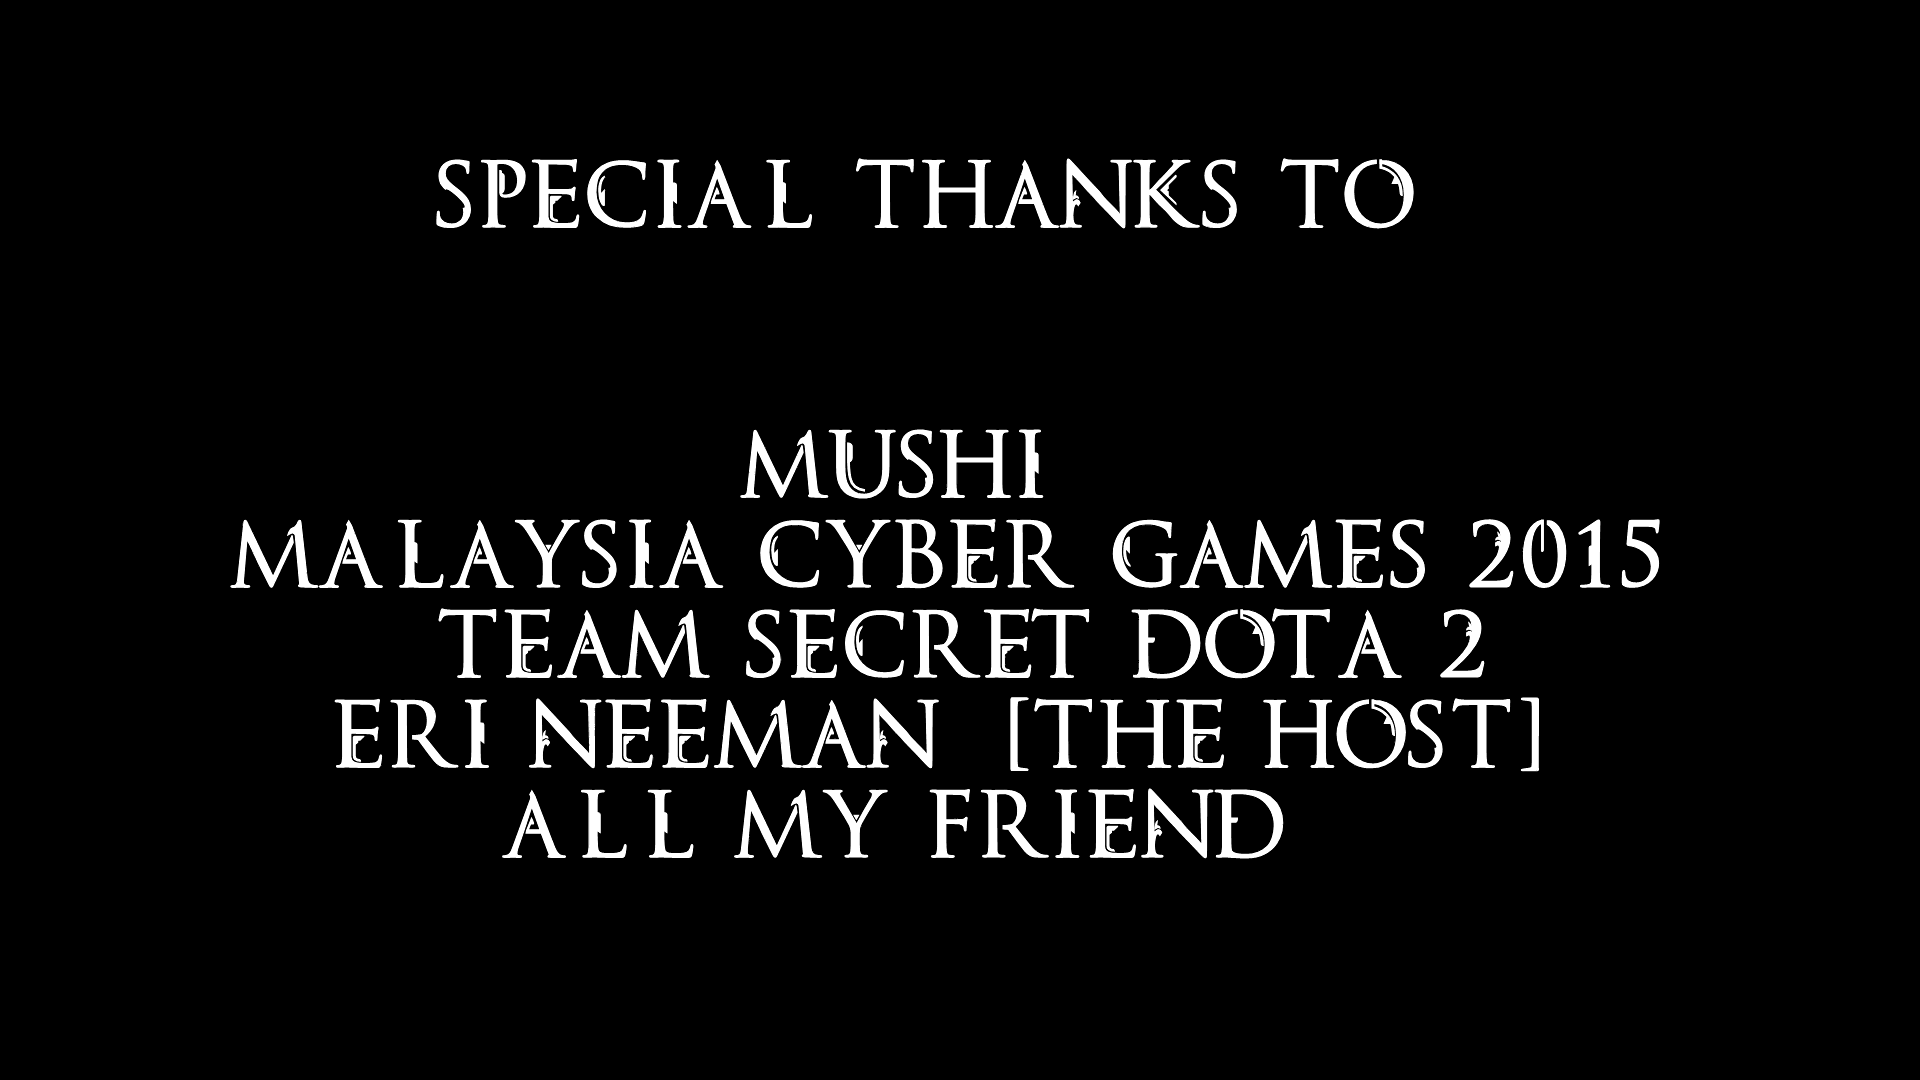 SPECIAL THANKS TO
MUSHI
MALAYSIA CYBER GAMES 2015
TEAM SECRET DOTA 2
ERI NEEMAN [THE HOST]
ALL MY FRIEND